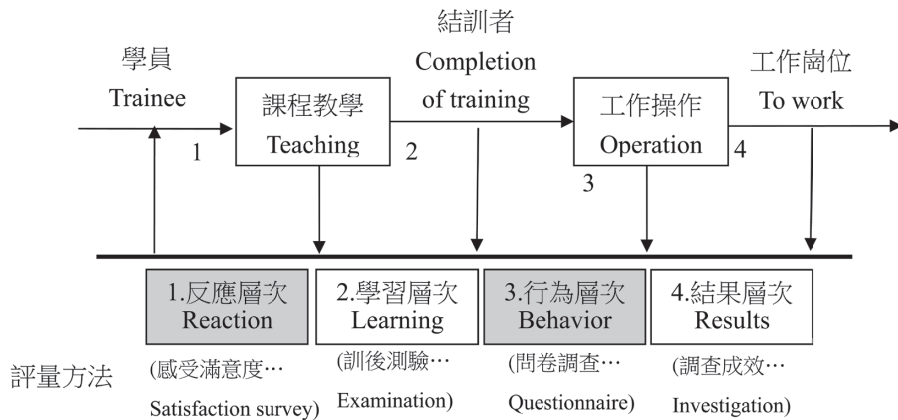 學員
Trainee
課程教學
Teaching
結訓者
Completion
of training
工作操作
Operation
工作崗位
To work
1
2
3
4
1.反應層次
Reaction
2.學習層次
Learning
3.行為層次
Behavior
4.結果層次
Results
評量方法
(感受滿意度…
Satisfaction survey)
(訓後測驗…
Examination)
(問卷調查…
Questionnaire)
(調查成效…
Investigation)